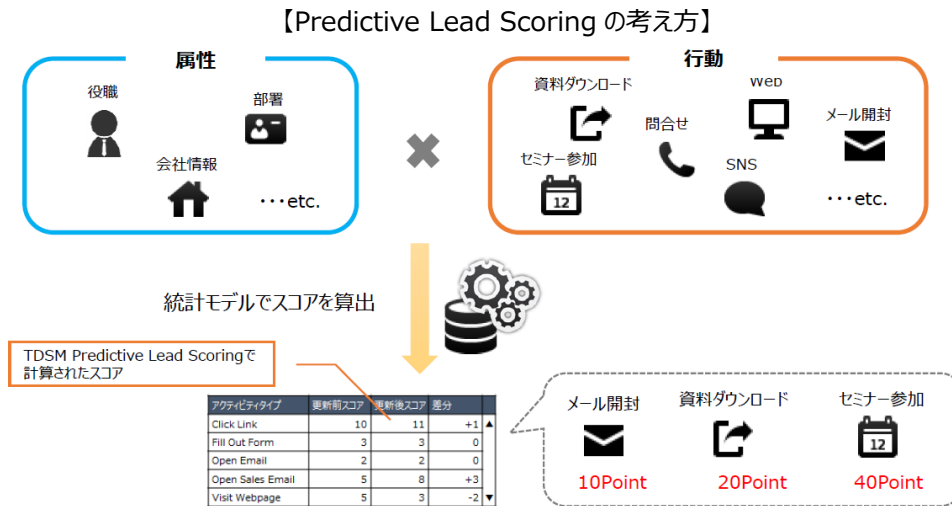 【Predictive Lead Scoring の考え方】
属性
役職
部署
会社情報
・・・etc.
行動
資料ダウンロード
Web
メール開封
問合せ
セミナー参加
SNS
12
・・・etc.
統計モデルでスコアを算出
TDSM Predictive Lead Scoringで
計算されたスコア
アクティビティタイプ 更新前スコア 更新後スコア 差分
Click Link 10 11 +1
Fill Out Form 3 3 0
Open Email 2 2 0
Open Sales Email 5 8 +3
Visit Webpage 5 3 -2
メール開封 資料ダウンロード セミナー参加
12
10Point 20Point 40Point